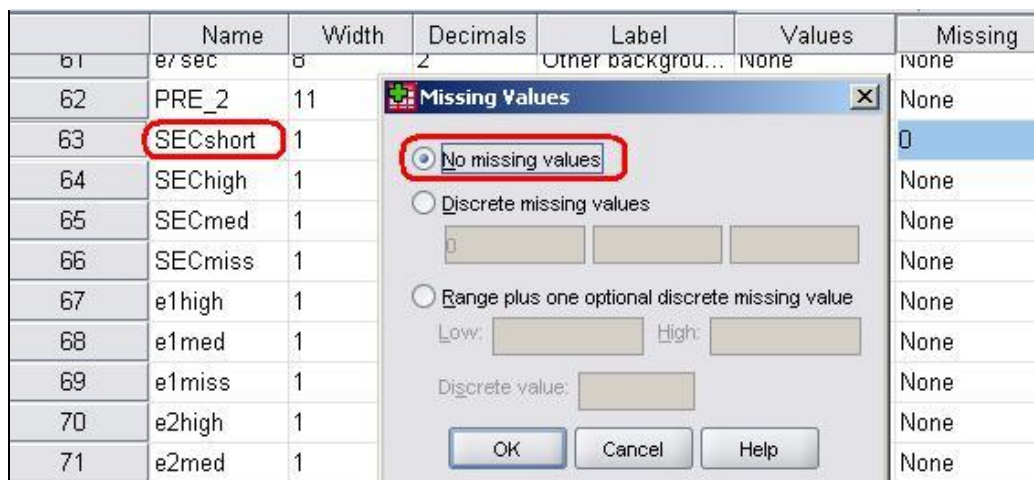 Name Width Decimals Label Values Missing
61 e7sec 8 2 Other backgrou... None None
62 PRE_2 11 None
63 SECshort 1 0
64 SEChigh 1 None
65 SECmed 1 None
66 SECmiss 1 None
67 e1high 1 None
68 e1med 1 None
69 e1miss 1 None
70 e2high 1 None
71 e2med 1 None
Missing Values
No missing values
Discrete missing values
0
Range plus one optional discrete missing value
Low: High:
Discrete value:
OK Cancel Help